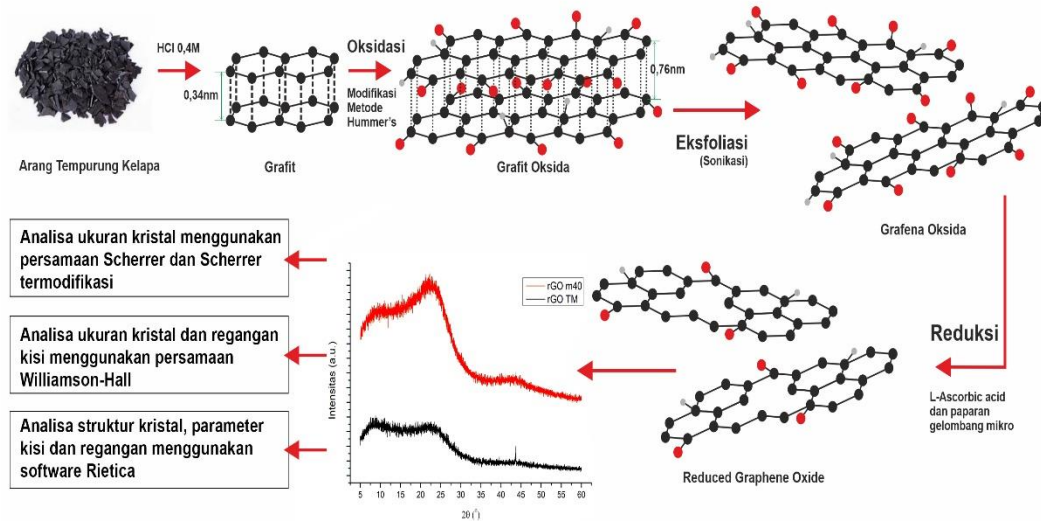 HCl 0,4M
0,34nm
Arang Tempurung Kelapa
Grafit
Oksidasi
Modifikasi
Metode
Hummer's
0,76nm
Grafit Oksida
Eksfoliasi
(Sonikasi)
Grafena Oksida
Reduksi
L-Ascorbic acid
dan paparan
gelombang mikro
Reduced Graphene Oxide
rGO m40
rGO TM
Intensitas (a.u.)
5 10 15 20 25 30 35 40 45 50 55 60
2θ (°)
Analisa ukuran kristal menggunakan
persamaan Scherrer dan Scherrer
termodifikasi
Analisa ukuran kristal dan regangan
kisi menggunakan persamaan
Williamson-Hall
Analisa struktur kristal, parameter
kisi dan regangan menggunakan
software Rietica